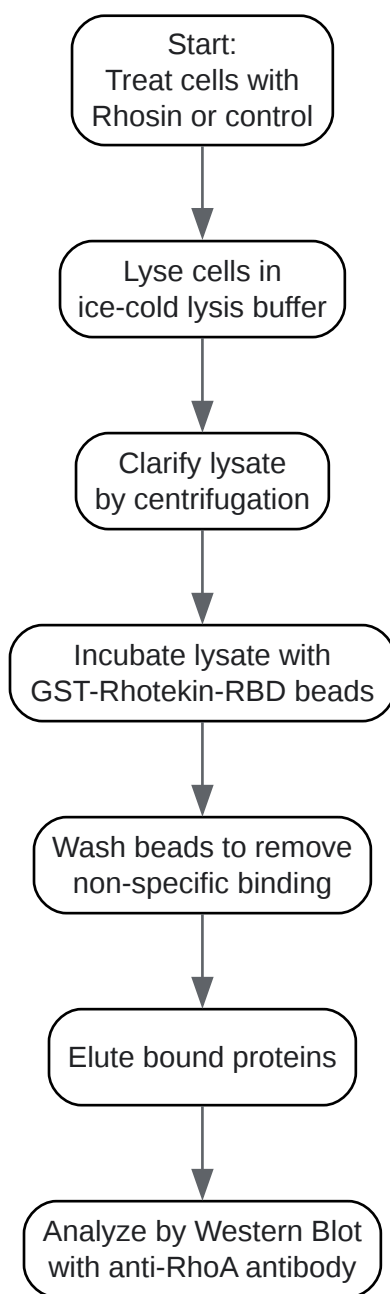 Start:
Treat cells with
Rhosin or control
Lyse cells in
ice-cold lysis buffer
Clarify lysate
by centrifugation
Incubate lysate with
GST-Rhotekin-RBD beads
Wash beads to remove
non-specific binding
Elute bound proteins
Analyze by Western Blot
with anti-RhoA antibody